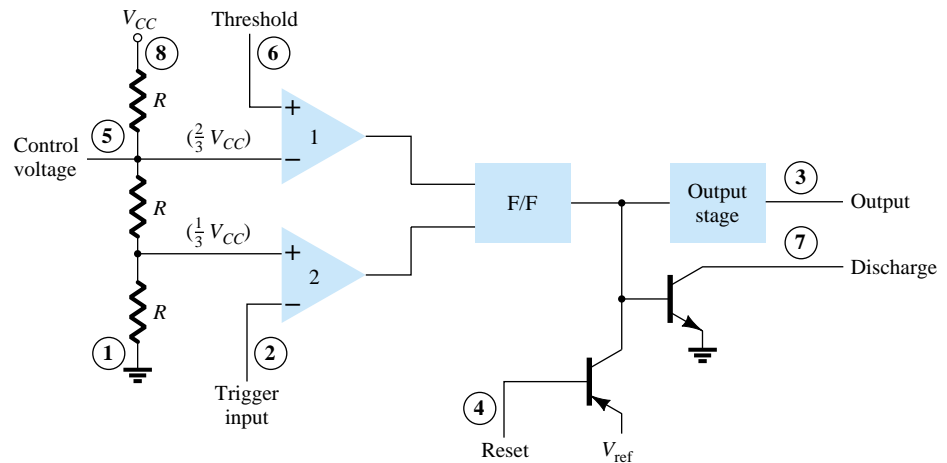 Threshold
V_CC
8
6
R
+
5
(2/3 V_CC)
1
Control
voltage
−
F/F
Output
stage
3
Output
R
(1/3 V_CC)
+
7
2
Discharge
−
R
1
2
Trigger
input
4
Reset
V_ref